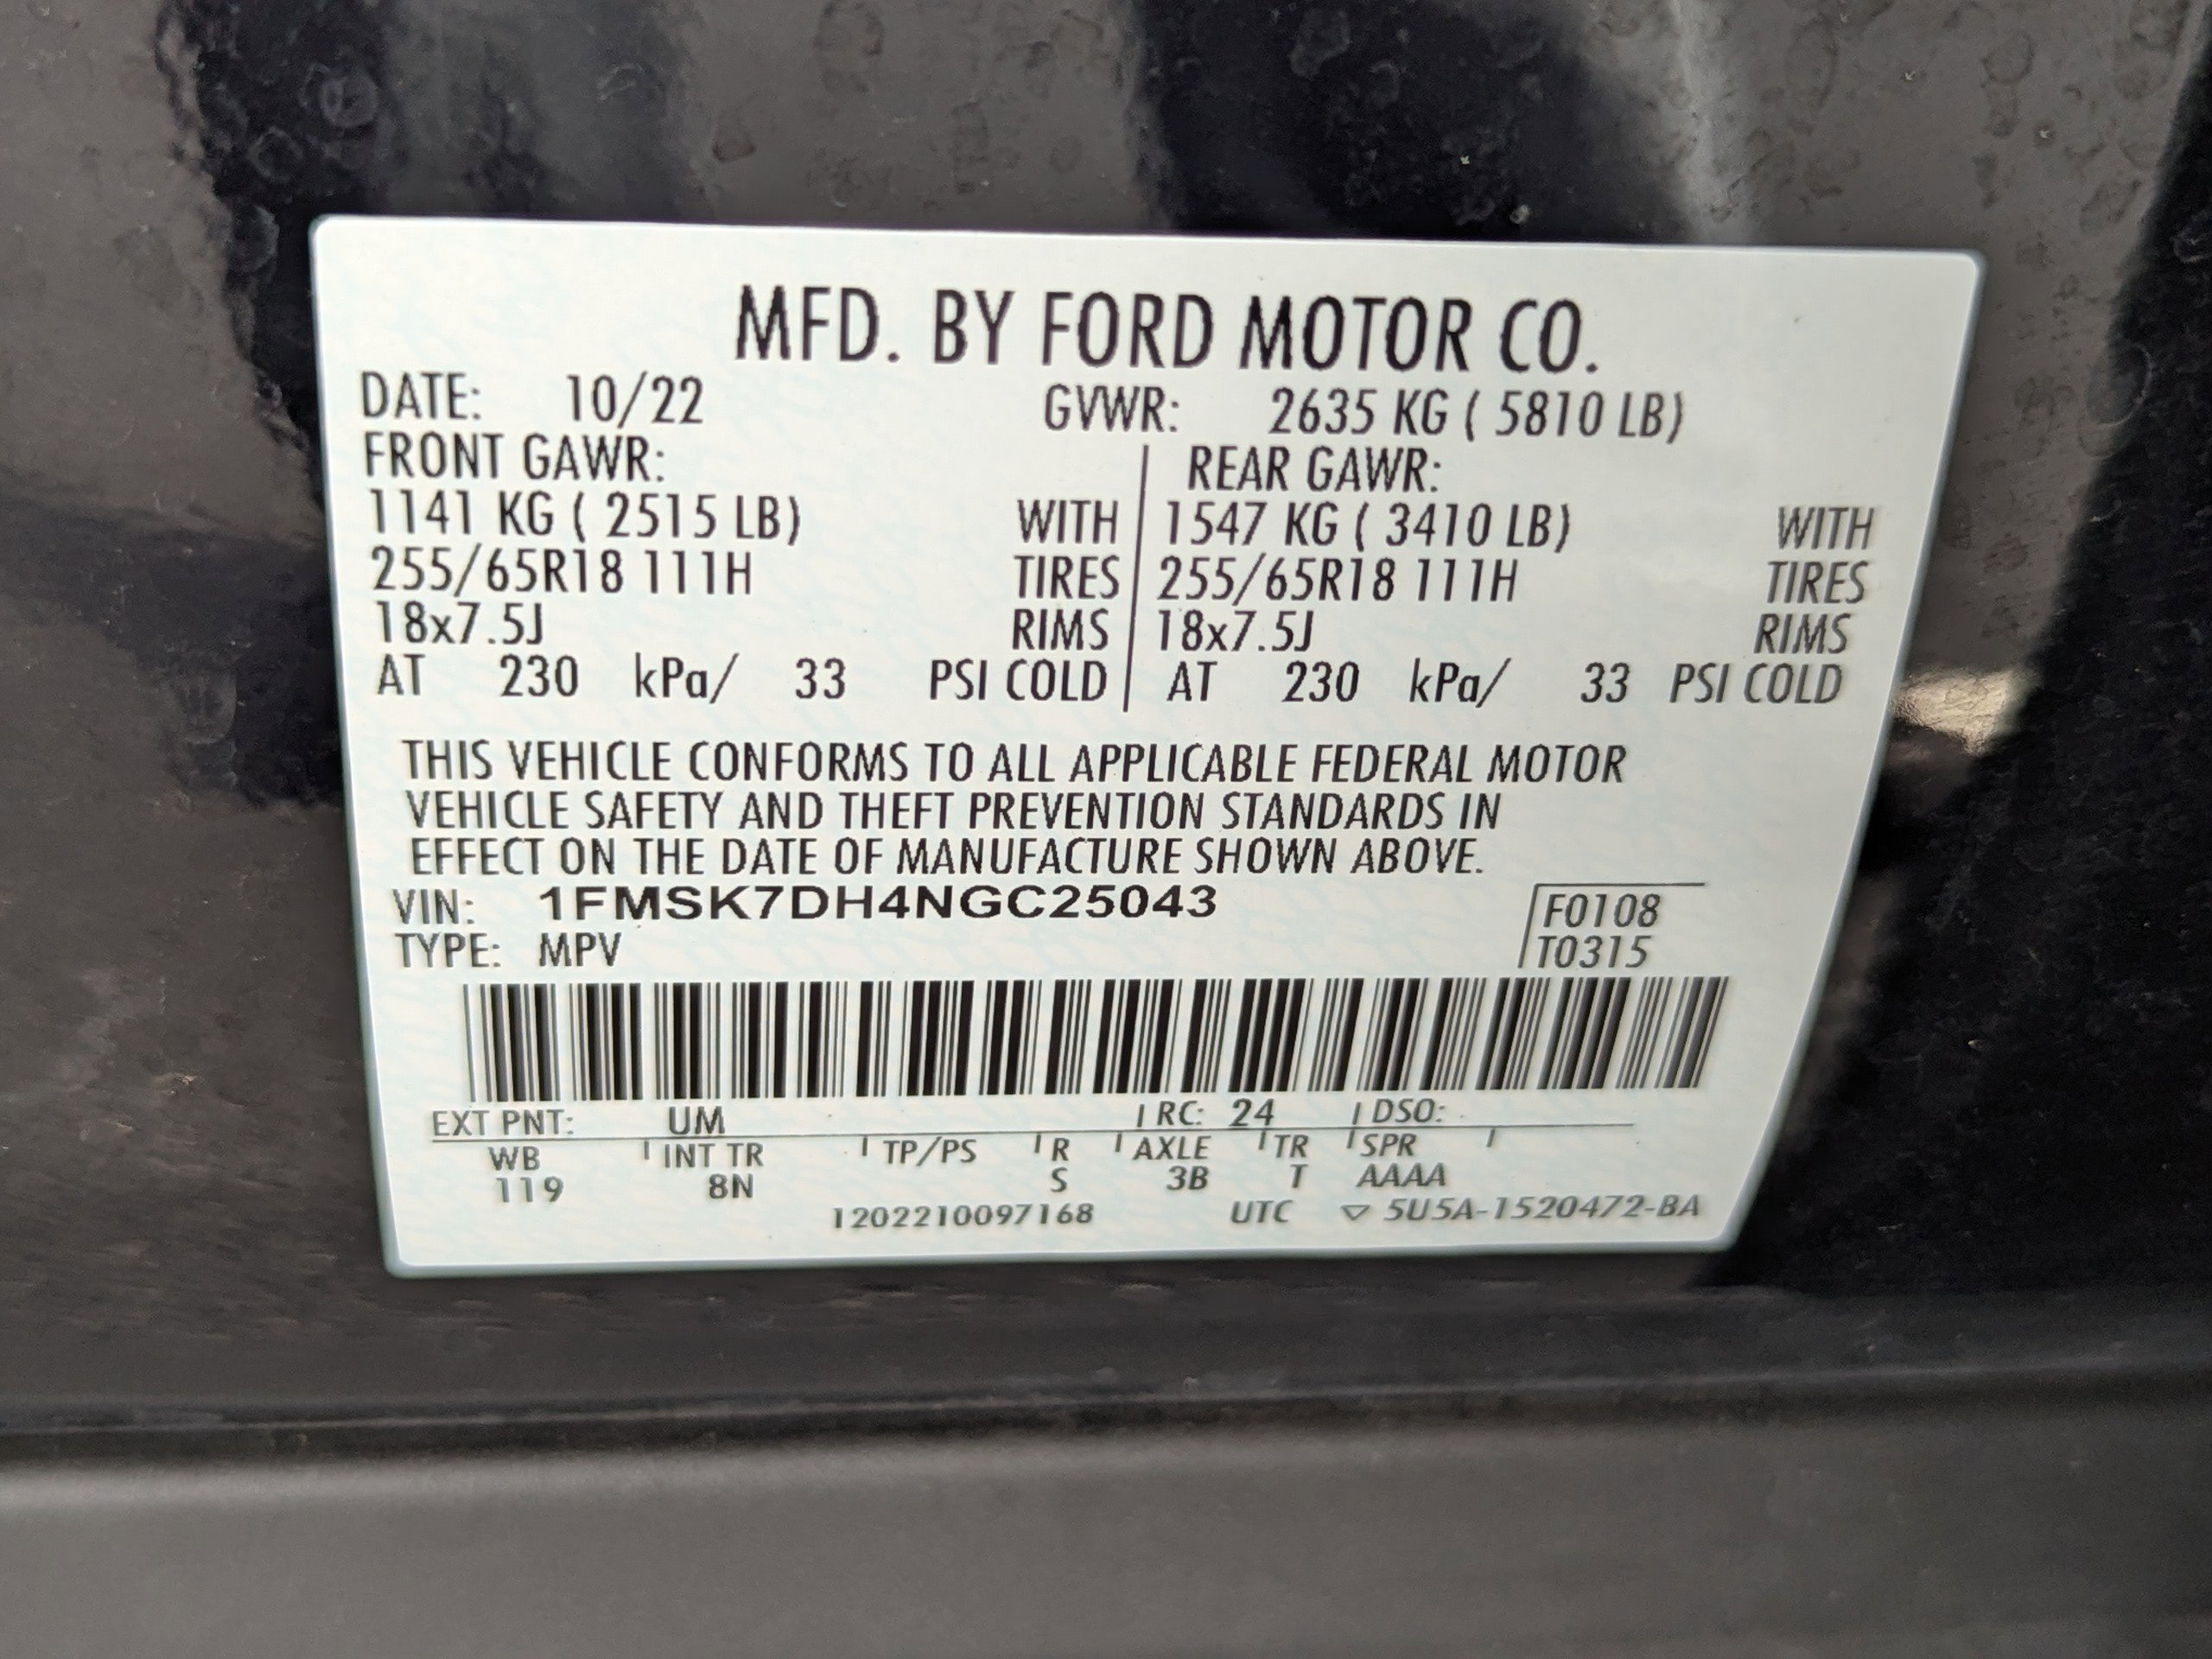 MFD. BY FORD MOTOR CO.
DATE: 10/22 GVWR: 2635 KG ( 5810 LB)
FRONT GAWR: REAR GAWR:
1141 KG ( 2515 LB) WITH 1547 KG ( 3410 LB) WITH
255/65R18 111H TIRES 255/65R18 111H TIRES
18x7.5J RIMS 18x7.5J RIMS
AT 230 kPa/ 33 PSI COLD AT 230 kPa/ 33 PSI COLD
THIS VEHICLE CONFORMS TO ALL APPLICABLE FEDERAL MOTOR
VEHICLE SAFETY AND THEFT PREVENTION STANDARDS IN
EFFECT ON THE DATE OF MANUFACTURE SHOWN ABOVE.
VIN: 1FMSK7DH4NGC25043 F0108
TYPE: MPV T0315
EXT PNT: UM RC: 24 DSO:
WB INT TR TP/PS R AXLE TR SPR
119 8N S 3B T AAAA
1202210097168 UTC ▽ 5U5A-1520472-BA